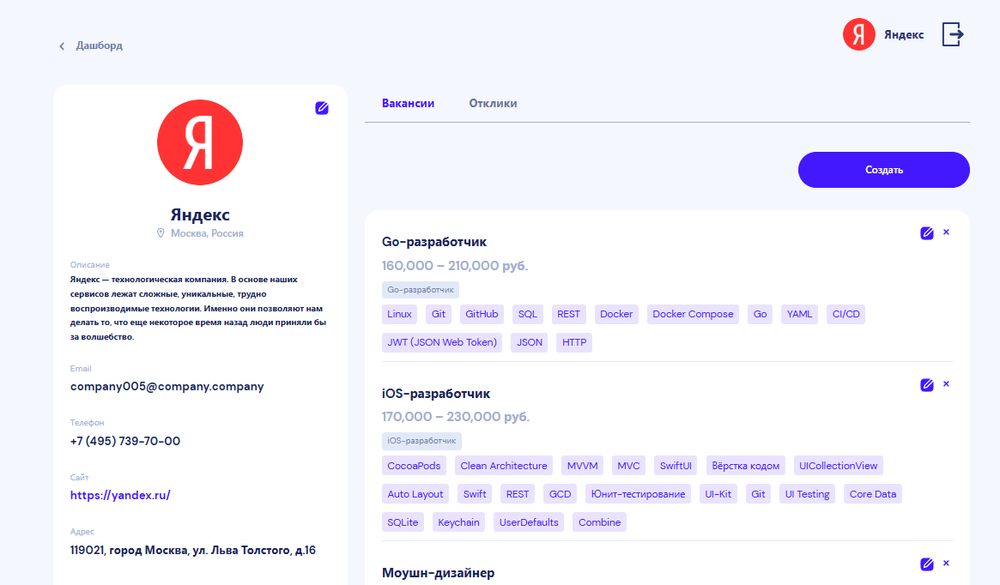 Дашборд
Я Яндекс
Вакансии Отклики
Создать
Я
Яндекс
Москва, Россия
Описание
Яндекс — технологическая компания. В основе наших
сервисов лежат сложные, уникальные, трудно
воспроизводимые технологии. Именно они позволяют нам
делать то, что еще некоторое время назад люди приняли бы
за волшебство.
Email
company005@company.company
Телефон
+7 (495) 739-70-00
Сайт
https://yandex.ru/
Адрес
119021, город Москва, ул. Льва Толстого, д.16
Go-разработчик
160,000 – 210,000 руб.
Go-разработчик
Linux Git GitHub SQL REST Docker Docker Compose Go YAML CI/CD
JWT (JSON Web Token) JSON HTTP
iOS-разработчик
170,000 – 230,000 руб.
iOS-разработчик
CocoaPods Clean Architecture MVVM MVC SwiftUI Вёрстка кодом UICollectionView
Auto Layout Swift REST GCD Юнит-тестирование UI-Kit Git UI Testing Core Data
SQLite Keychain UserDefaults Combine
Моушн-дизайнер